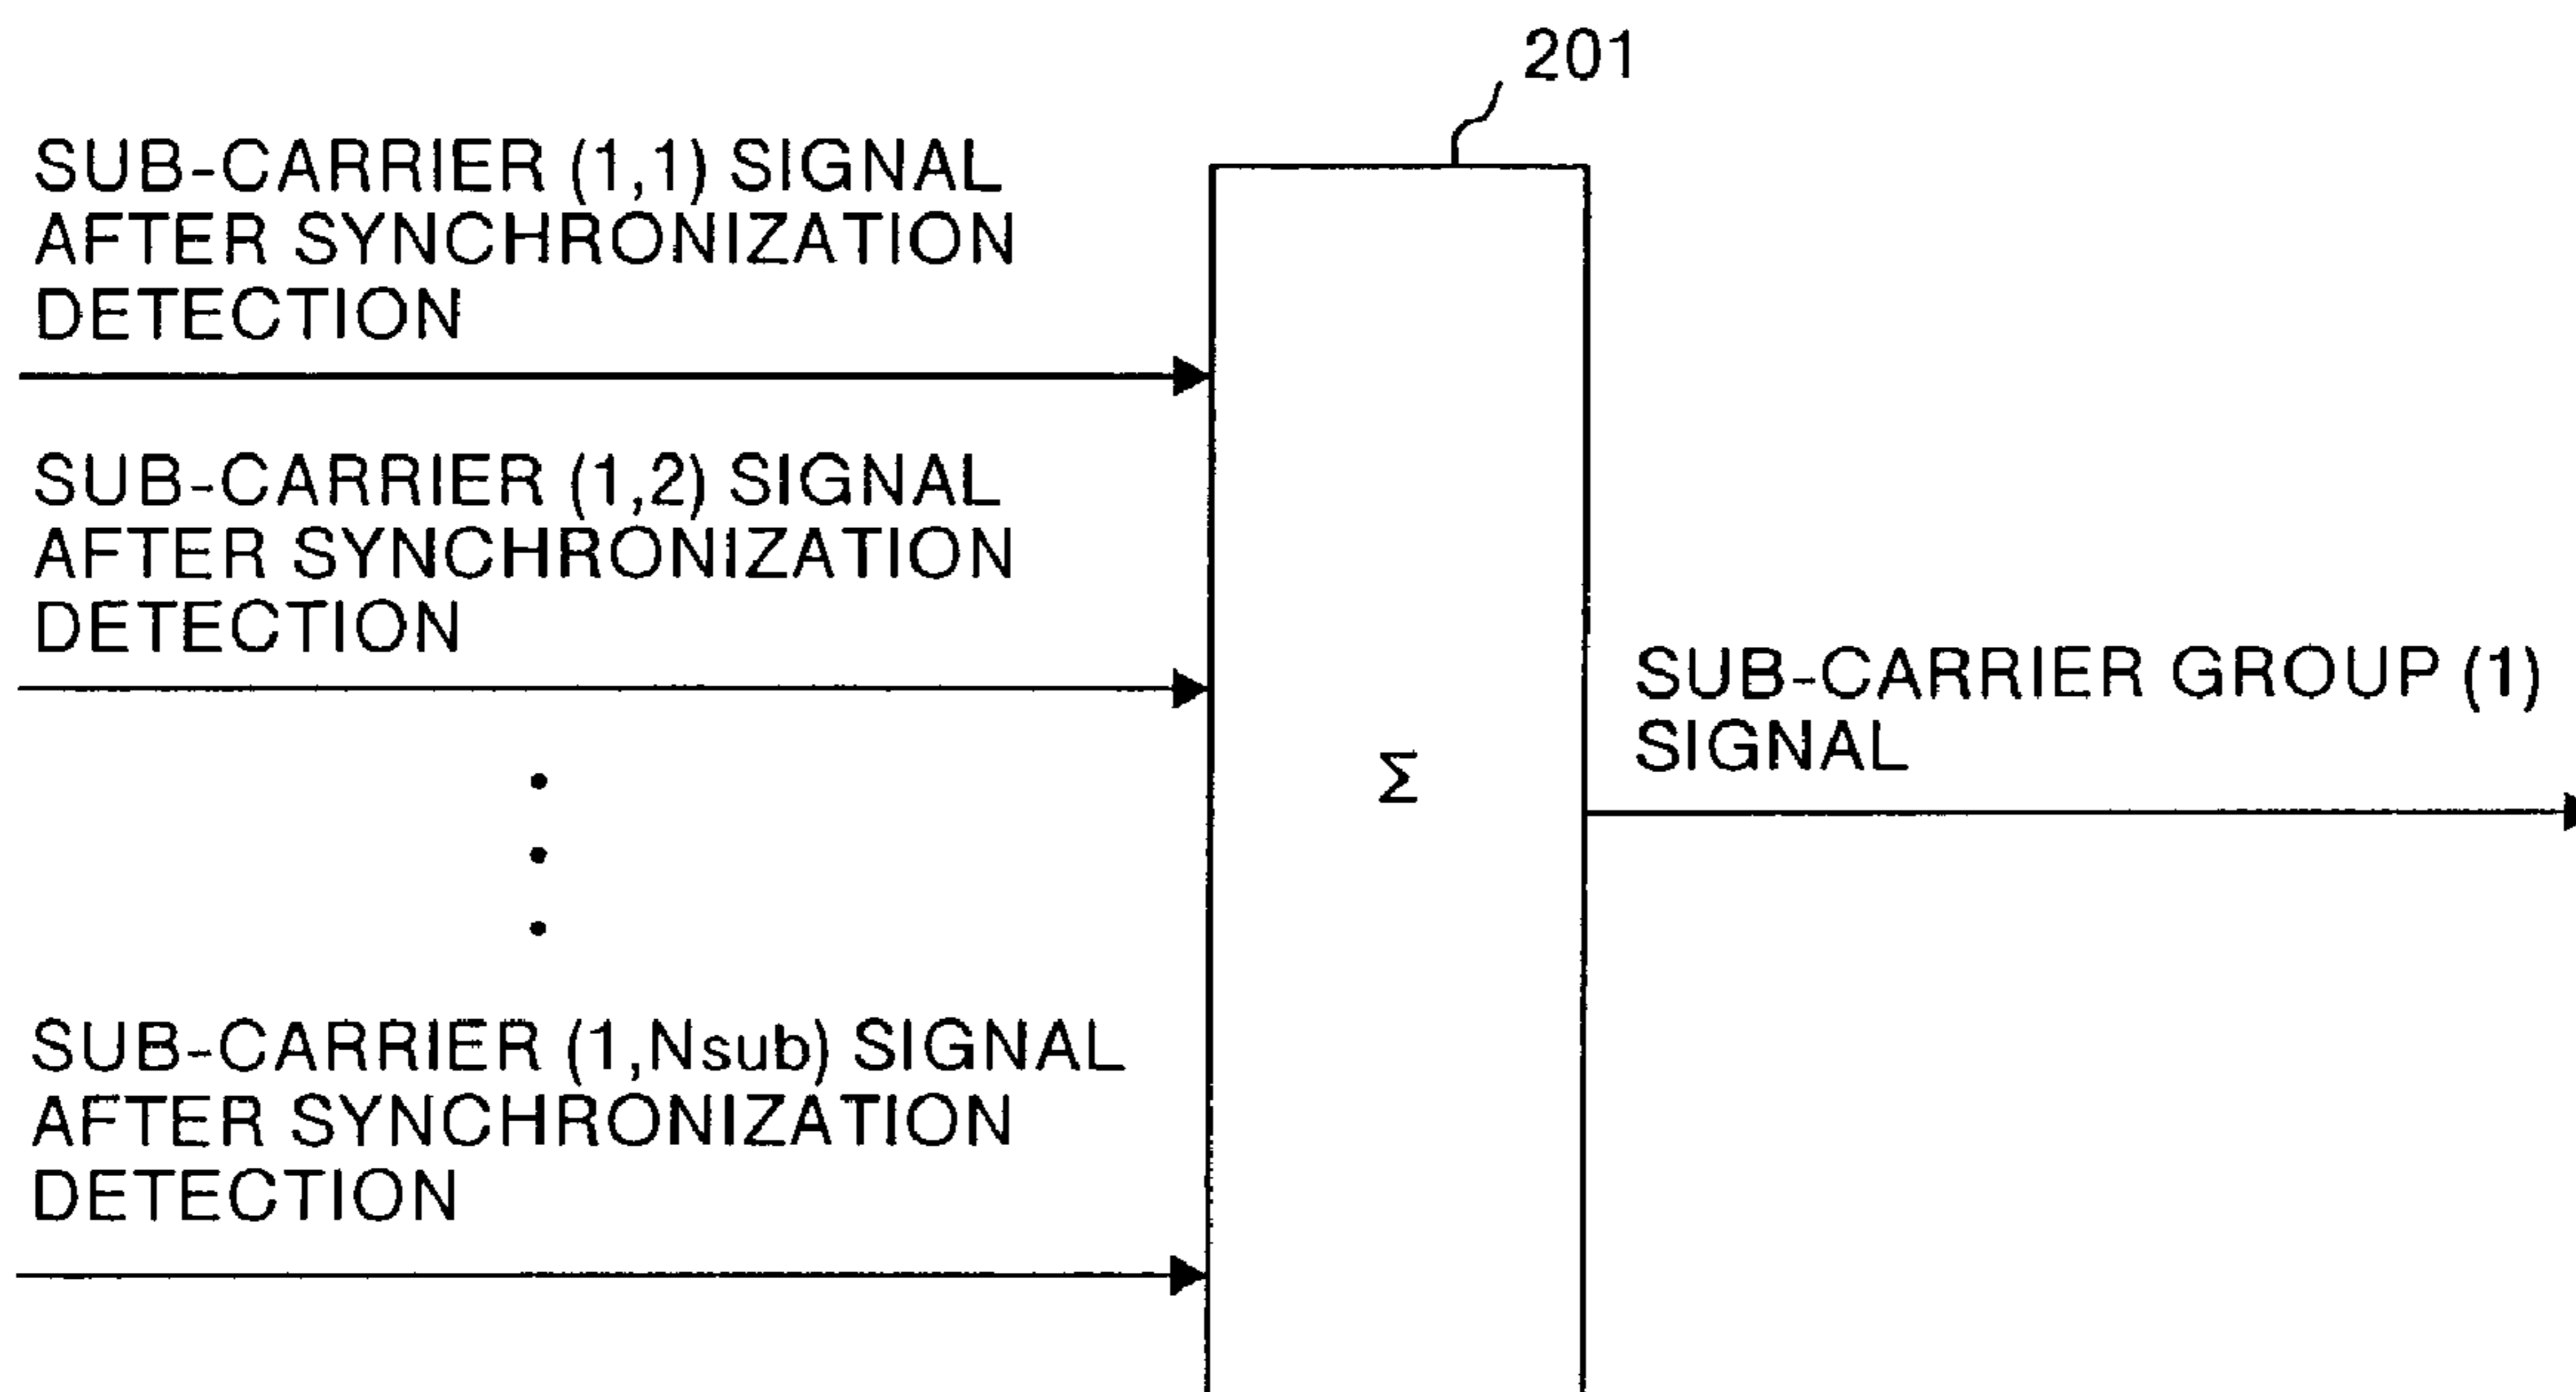 201
SUB-CARRIER (1,1) SIGNAL
AFTER SYNCHRONIZATION
DETECTION
SUB-CARRIER (1,2) SIGNAL
AFTER SYNCHRONIZATION
DETECTION
SUB-CARRIER GROUP (1)
SIGNAL
Σ
SUB-CARRIER (1,Nsub) SIGNAL
AFTER SYNCHRONIZATION
DETECTION